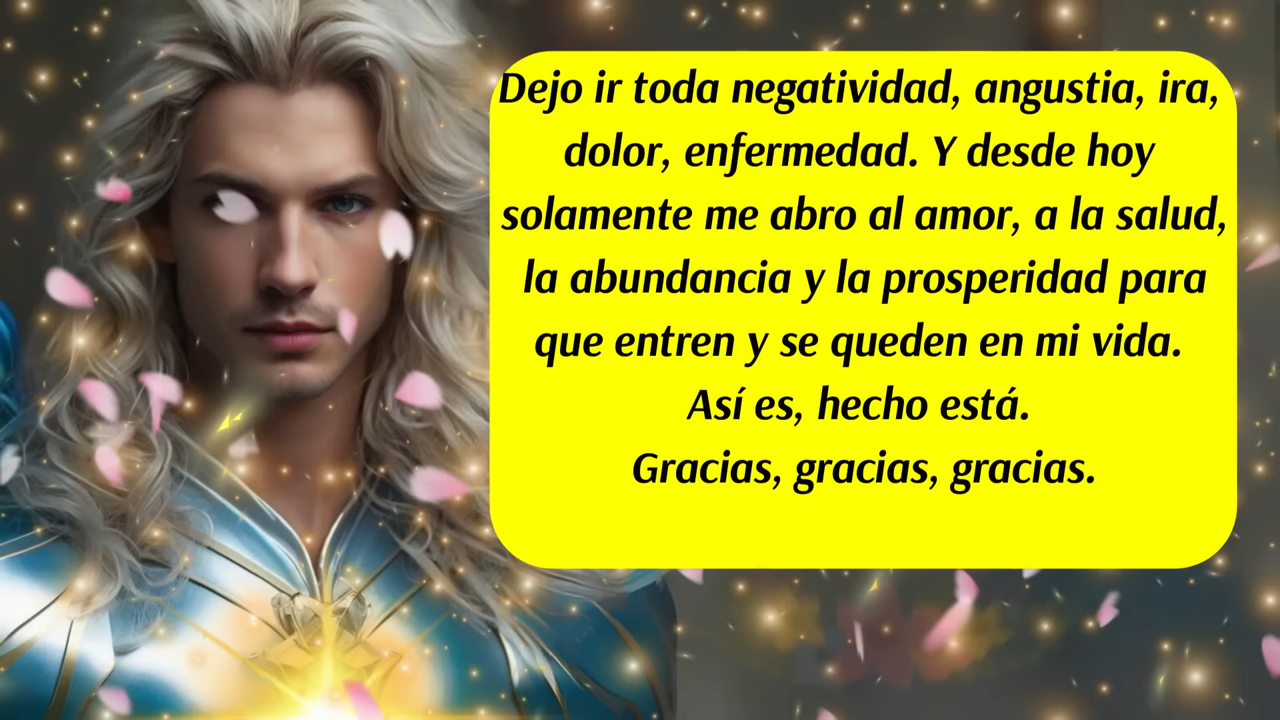 Dejo ir toda negatividad, angustia, ira,
dolor, enfermedad. Y desde hoy
solamente me abro al amor, a la salud,
la abundancia y la prosperidad para
que entren y se queden en mi vida.
Así es, hecho está.
Gracias, gracias, gracias.